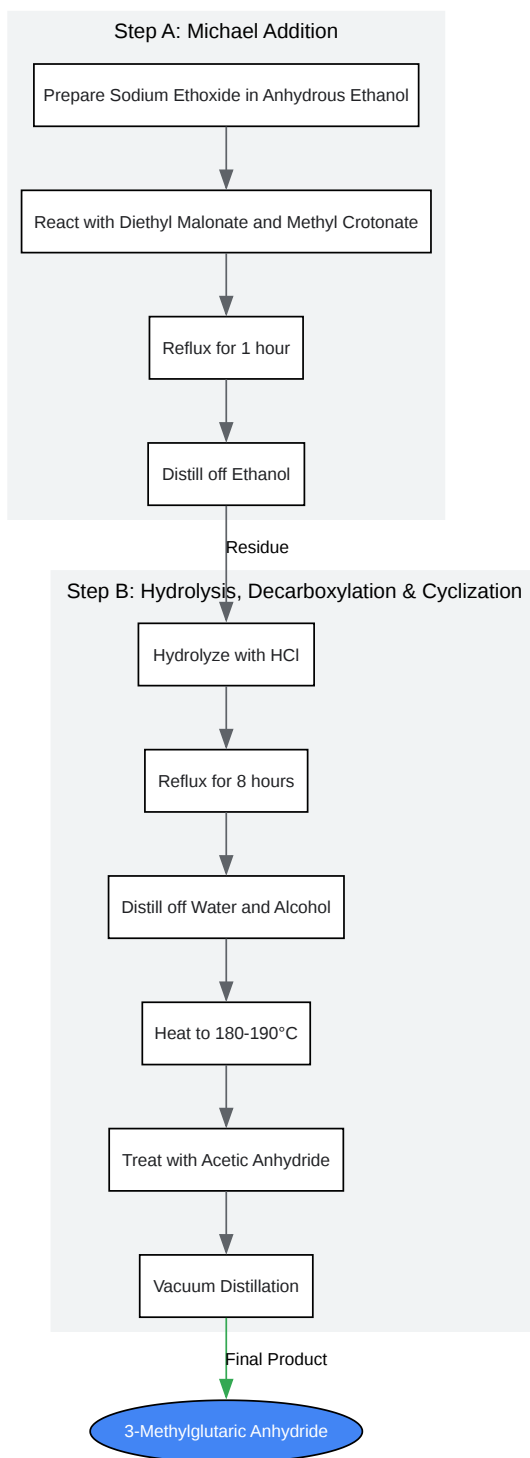 Step A: Michael Addition
Prepare Sodium Ethoxide in Anhydrous Ethanol
React with Diethyl Malonate and Methyl Crotonate
Reflux for 1 hour
Distill off Ethanol
Residue
Step B: Hydrolysis, Decarboxylation & Cyclization
Hydrolyze with HCl
Reflux for 8 hours
Distill off Water and Alcohol
Heat to 180-190°C
Treat with Acetic Anhydride
Vacuum Distillation
Final Product
3-Methylglutaric Anhydride